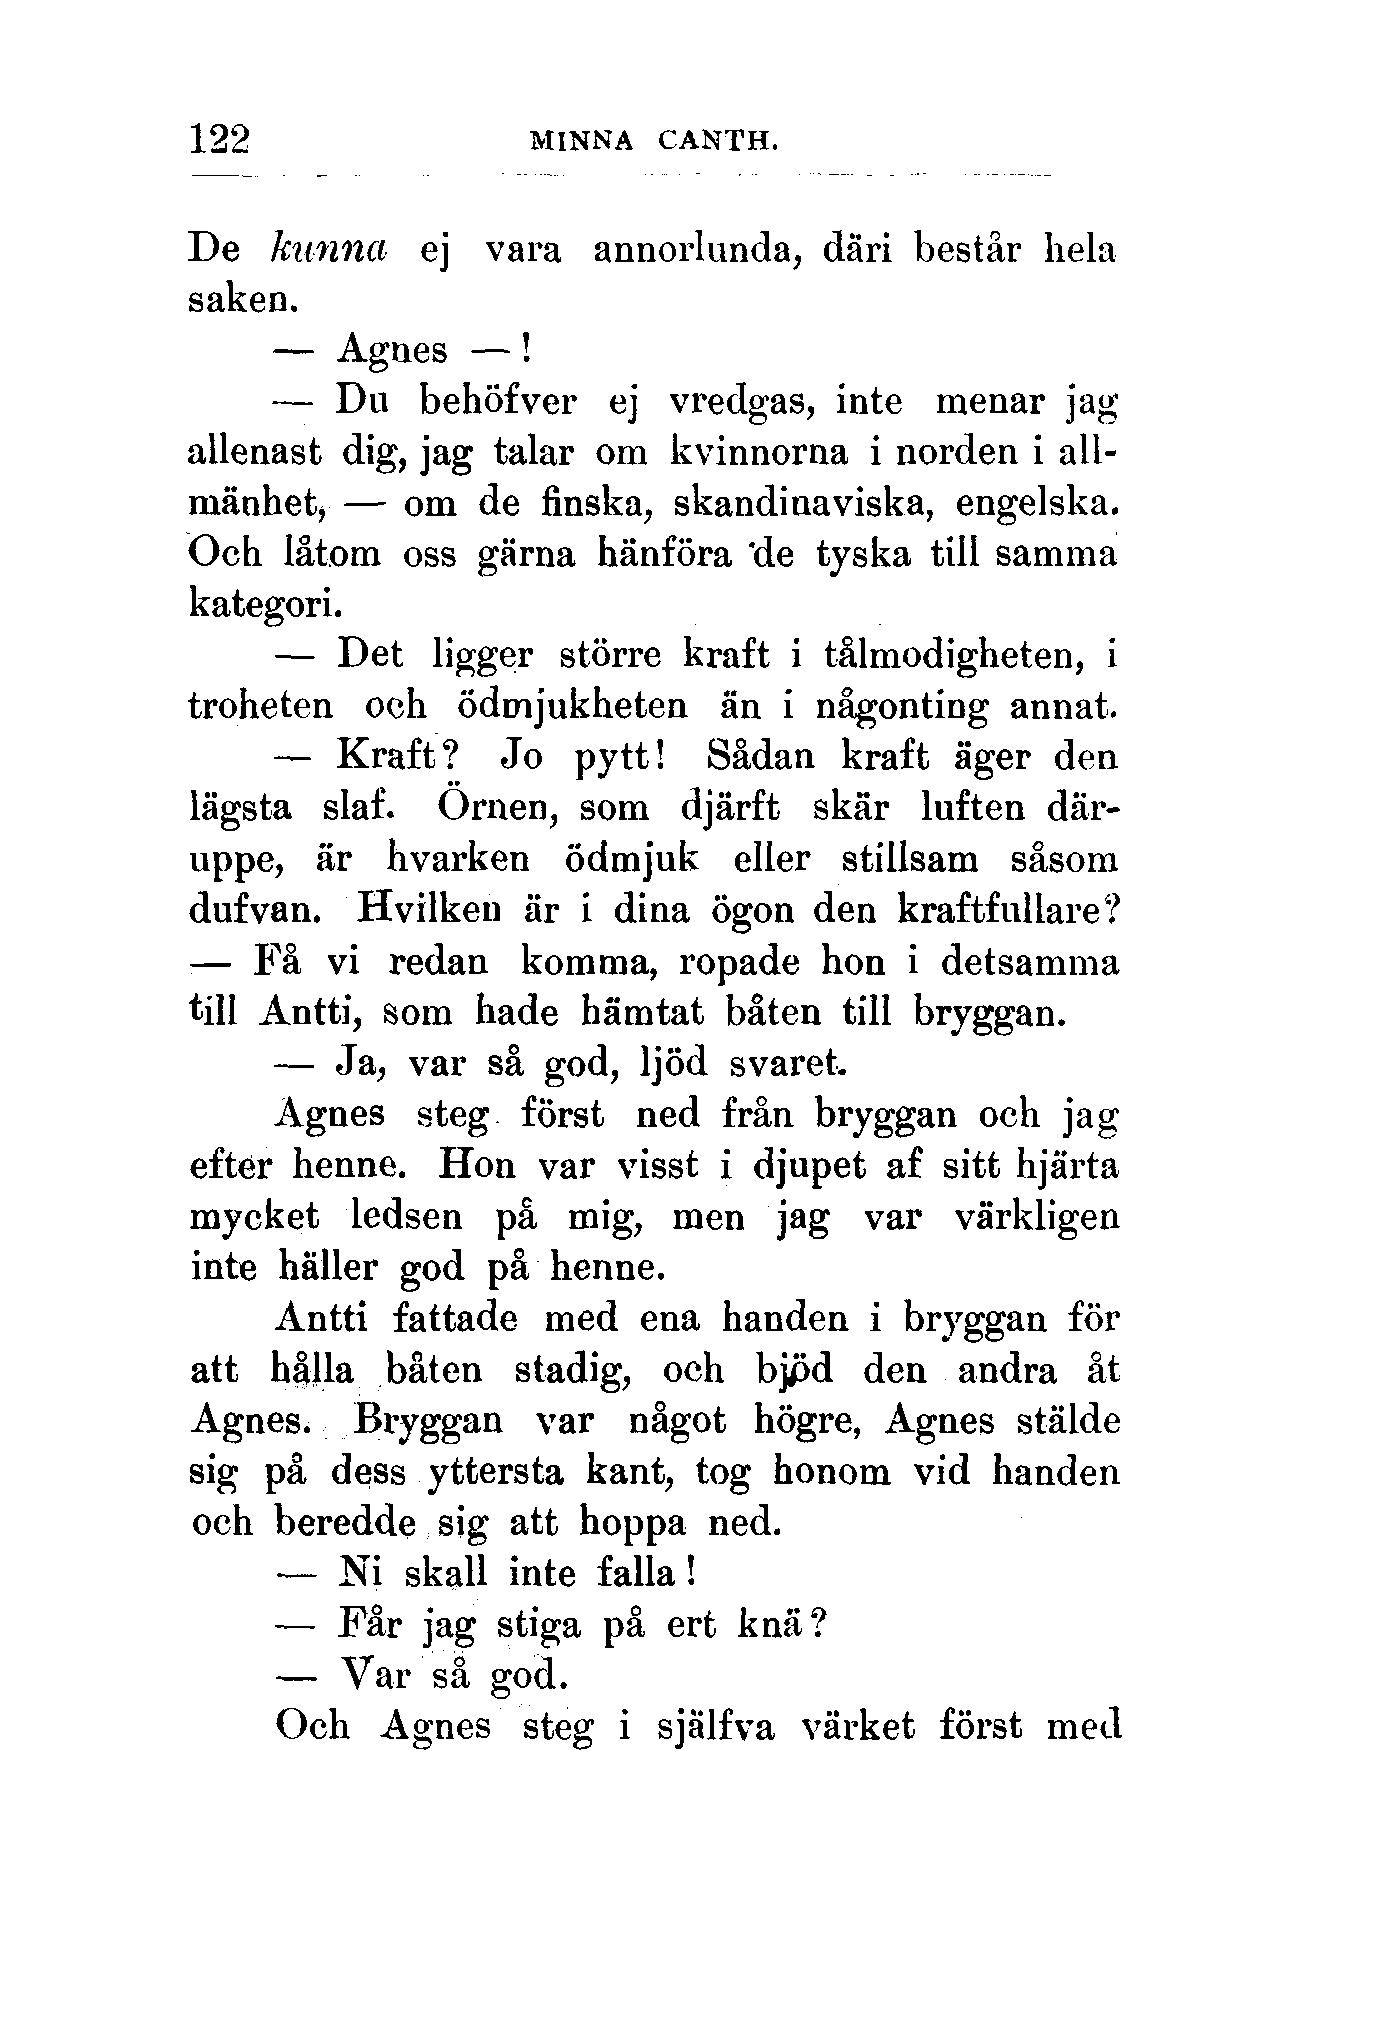 122 MINNA CANTH.
De kunna ej vara annorlunda, däri består hela
saken.
— Agnes —!
— Du behöfver ej vredgas, inte menar jag
allenast dig, jag talar om kvinnorna i norden i all-
mänhet, — om de finska, skandinaviska, engelska.
Och låtom oss gärna hänföra de tyska till samma
kategori.
— Det ligger större kraft i tålmodigheten, i
troheten och ödmjukheten än i någonting annat.
— Kraft? Jo pytt! Sådan kraft äger den
lägsta slaf. Örnen, som djärft skär luften där-
uppe, är hvarken ödmjuk eller stillsam såsom
dufvan. Hvilken är i dina ögon den kraftfullare?
— Få vi redan komma, ropade hon i detsamma
till Antti, som hade hämtat båten till bryggan.
— Ja, var så god, ljöd svaret.
Agnes steg först ned från bryggan och jag
efter henne. Hon var visst i djupet af sitt hjärta
mycket ledsen på mig, men jag var värkligen
inte häller god på henne.
Antti fattade med ena handen i bryggan för
att hålla båten stadig, och bjöd den andra åt
Agnes. Bryggan var något högre, Agnes stälde
sig på dess yttersta kant, tog honom vid handen
och beredde sig att hoppa ned.
— Ni skall inte falla!
— Får jag stiga på ert knä?
— Var så god.
Och Agnes steg i själfva värket först med